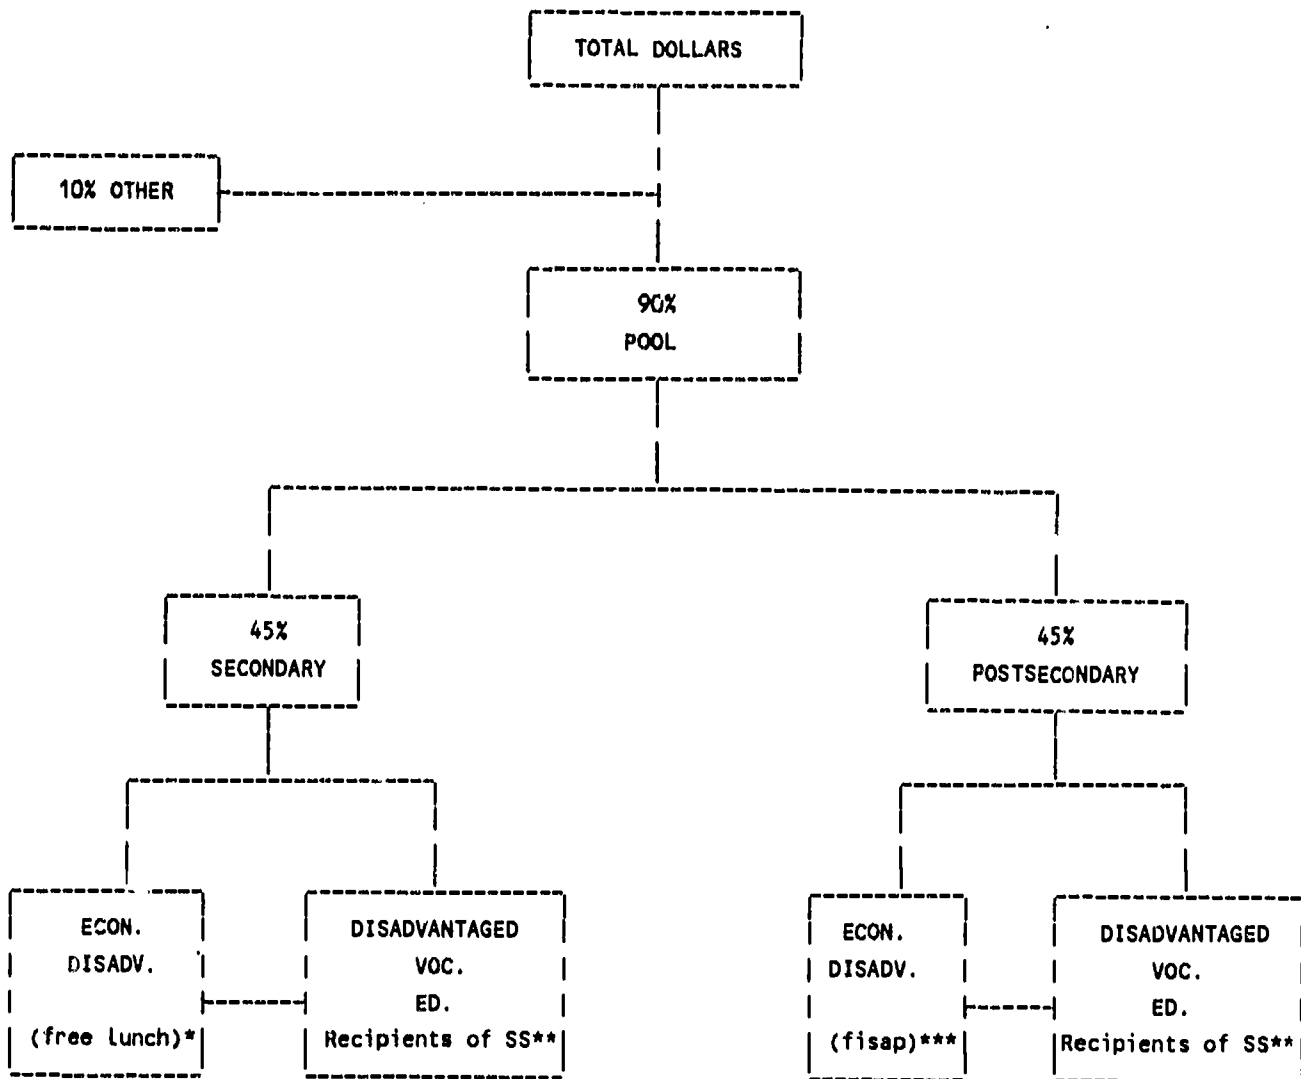 TOTAL DOLLARS
10% OTHER
90%
POOL
45%
SECONDARY
45%
POSTSECONDARY
ECON.
DISADV.
(free lunch)*
DISADVANTAGED
VOC.
ED.
Recipients of SS**
ECON.
DISADV.
(fisap)***
DISADVANTAGED
VOC.
ED.
Recipients of SS**